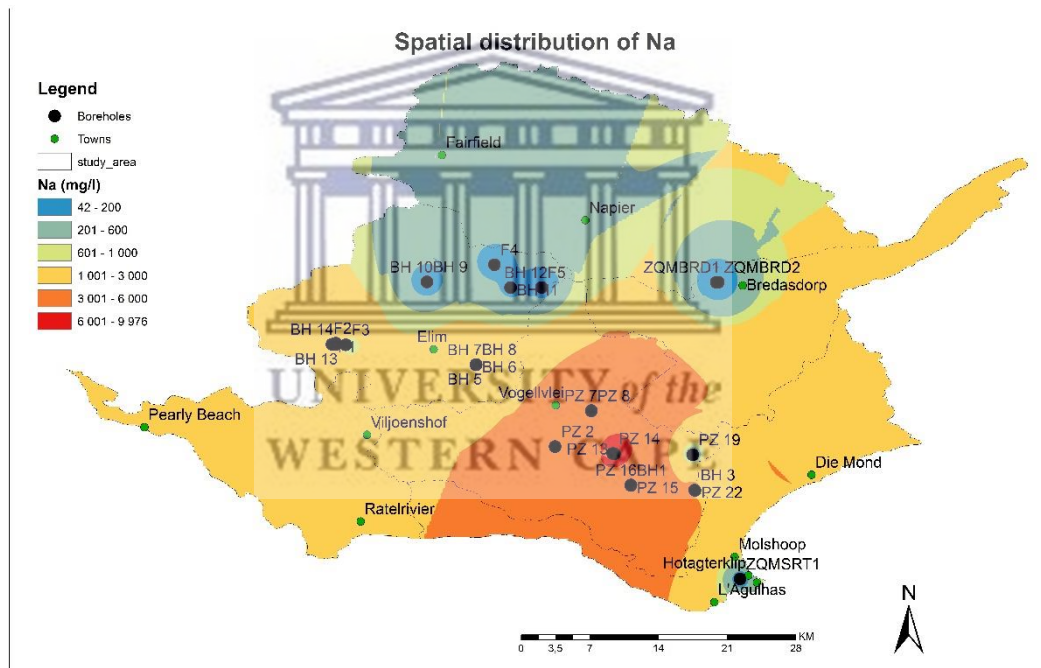 Spatial distribution of Na
Legend
Boreholes
Towns
study_area
Na (mg/l)
42 - 200
201 - 600
601 - 1 000
1 001 - 3 000
3 001 - 6 000
6 001 - 9 976
Fairfield
Napier
F4
BH 10BH 9
BH 12F5
BH 11
ZQMBRD1 ZQMBRD2
Bredasdorp
BH 14F2F3
BH 13
Elim
BH 7BH 8
BH 6
BH 5
UNIVERSITY of the
Vogellvlei
PZ 7PZ 8
Pearly Beach
Viljoenshof
WESTERN CAPE
PZ 2
PZ 13
PZ 14
PZ 19
PZ 16BH1
PZ 15
BH 3
PZ 22
Die Mond
Ratelrivier
Molshoop
HotagterklipZQMSRT1
L'Agulhas
N
KM
0 3,5 7 14 21 28